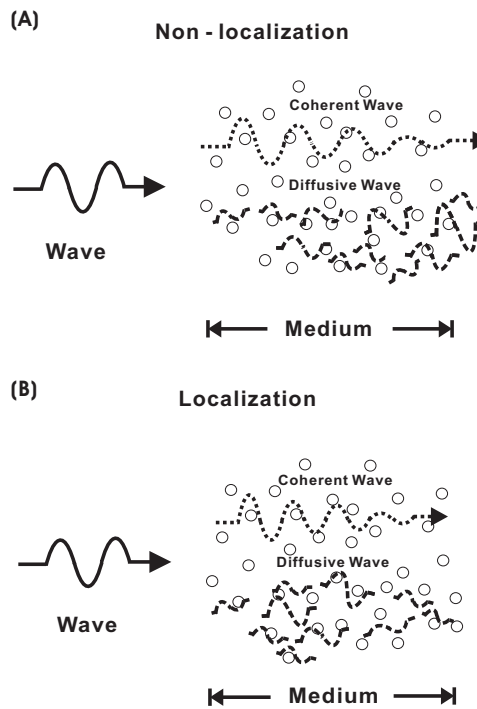 (A)
Non - localization
Coherent Wave
Diffusive Wave
Wave
Medium
(B)
Localization
Coherent Wave
Diffusive Wave
Wave
Medium